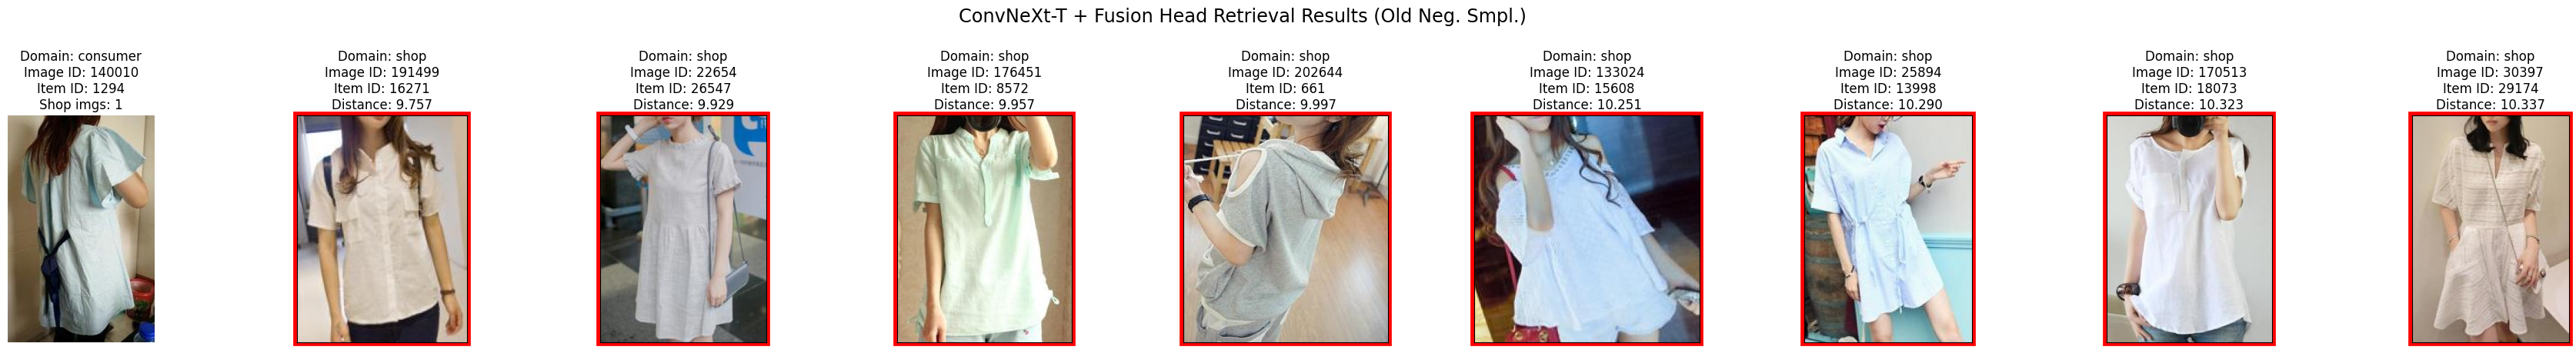 ConvNeXt-T + Fusion Head Retrieval Results (Old Neg. Smpl.)
Domain: consumer
Image ID: 140010
Item ID: 1294
Shop imgs: 1
Domain: shop
Image ID: 191499
Item ID: 16271
Distance: 9.757
Domain: shop
Image ID: 22654
Item ID: 26547
Distance: 9.929
Domain: shop
Image ID: 176451
Item ID: 8572
Distance: 9.957
Domain: shop
Image ID: 202644
Item ID: 661
Distance: 9.997
Domain: shop
Image ID: 133024
Item ID: 15608
Distance: 10.251
Domain: shop
Image ID: 25894
Item ID: 13998
Distance: 10.290
Domain: shop
Image ID: 170513
Item ID: 18073
Distance: 10.323
Domain: shop
Image ID: 30397
Item ID: 29174
Distance: 10.337